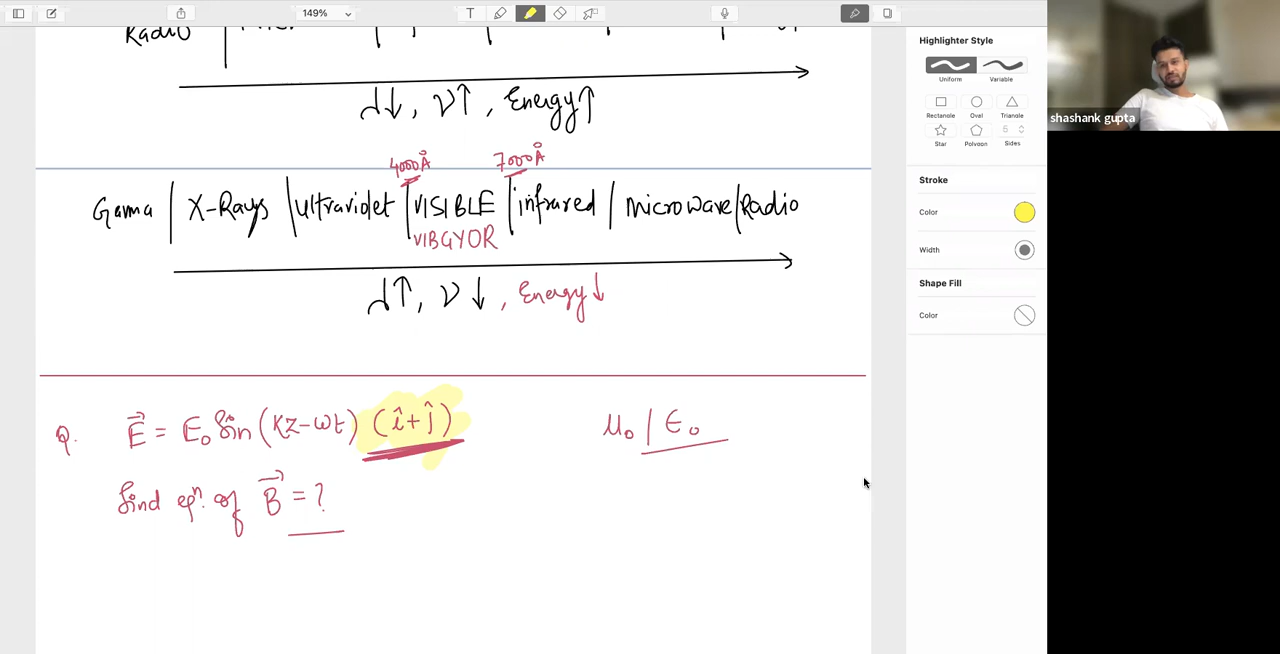 149%
T
Highlighter Style
Uniform
Variable
Rectangle
Oval
Triangle
Star
Polygon
5
Sides
Stroke
Color
Width
Shape Fill
Color
shashank gupta
Radio
λ↓, ν↑, Energy↑
4000Å
7000Å
Gama | X-Rays | Ultraviolet | VISIBLE | infrared | microwave | Radio
VIBGYOR
λ↑, ν↓, Energy↓
Q. E⃗ = E₀ Sin (Kz-ωt) (î+ĵ)
μ₀ | ε₀
find eqⁿ. of B⃗ = ?